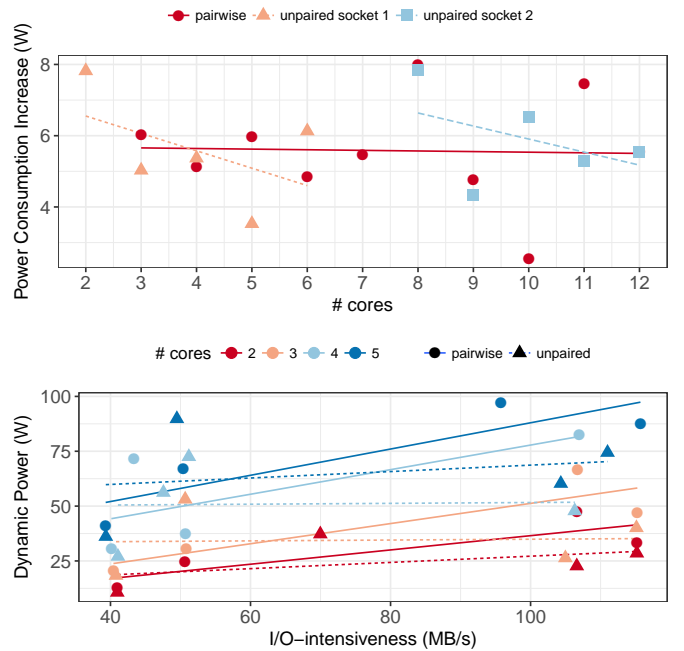 pairwise unpaired socket 1 unpaired socket 2
Power Consumption Increase (W)
8
6
4
2 3 4 5 6 7 8 9 10 11 12
# cores
# cores 2 3 4 5 pairwise unpaired
Dynamic Power (W)
100
75
50
25
40 60 80 100
I/O−intensiveness (MB/s)